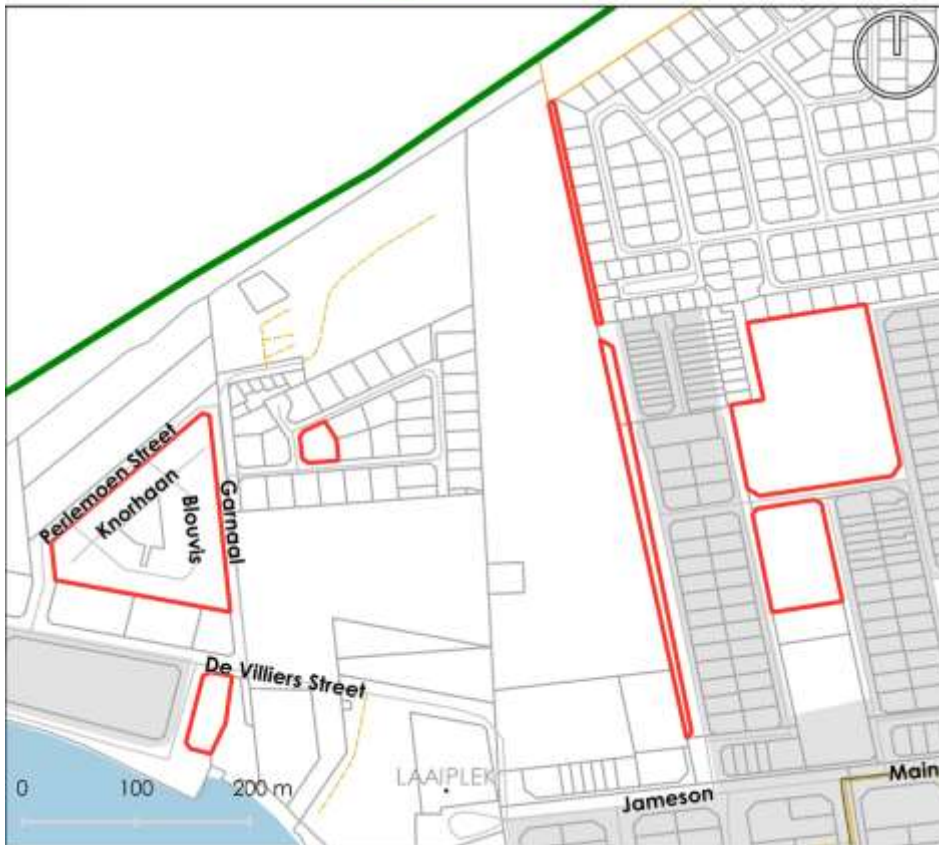 Perlemoen Street
Knorhaan
Blouvis
Garnaal
De Villiers Street
0 100 200 m
LAAIPLEK
Jameson
Main